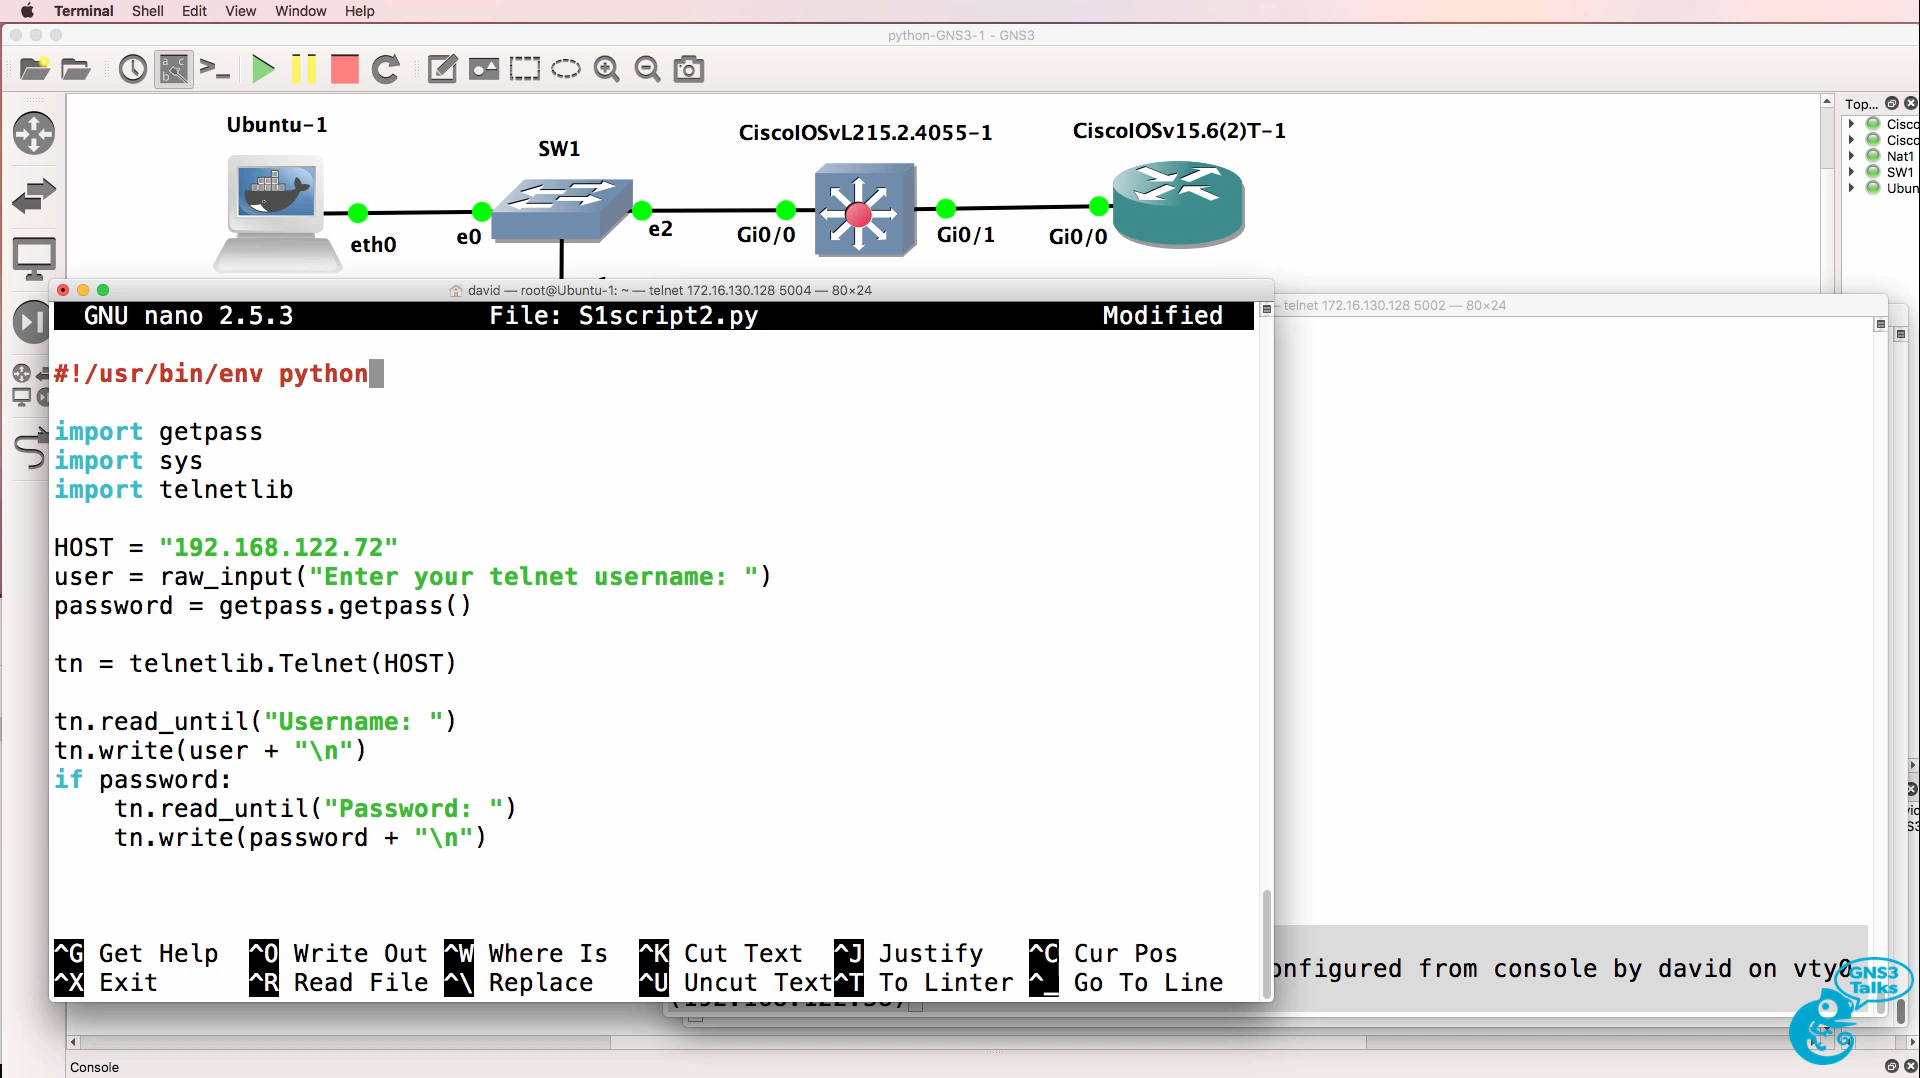 Terminal Shell Edit View Window Help
python-GNS3-1 - GNS3
Ubuntu-1
SW1
CiscoIOSvL215.2.4055-1
CiscoIOSv15.6(2)T-1
eth0
e0
e2
Gi0/0
Gi0/1
Gi0/0
Top...
Cisco
Cisco
Nat1
SW1
Ubun
david — root@Ubuntu-1: ~ — telnet 172.16.130.128 5004 — 80×24
telnet 172.16.130.128 5002 — 80×24
GNU nano 2.5.3 File: S1script2.py Modified
#!/usr/bin/env python
import getpass
import sys
import telnetlib
HOST = "192.168.122.72"
user = raw_input("Enter your telnet username: ")
password = getpass.getpass()
tn = telnetlib.Telnet(HOST)
tn.read_until("Username: ")
tn.write(user + "\n")
if password:
    tn.read_until("Password: ")
    tn.write(password + "\n")
^G Get Help ^O Write Out ^W Where Is ^K Cut Text ^J Justify ^C Cur Pos
^X Exit ^R Read File ^\ Replace ^U Uncut Text ^T To Linter ^_ Go To Line
onfigured from console by david on vty0
GNS3
Talks
Console